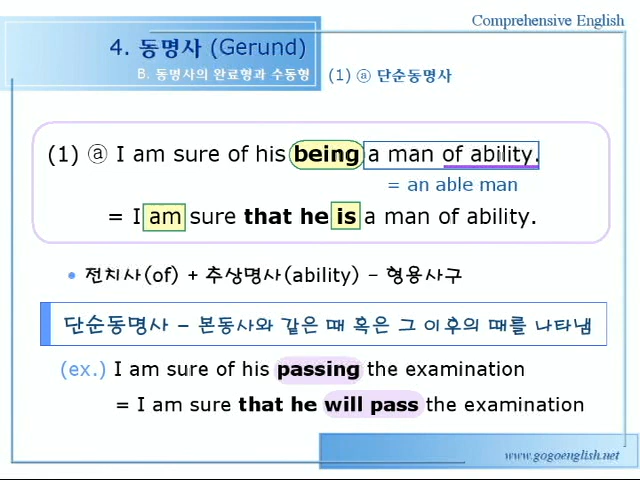 Comprehensive English
4. 동명사 (Gerund)
B. 동명사의 완료형과 수동형
(1) ⓐ 단순동명사
(1) ⓐ I am sure of his being a man of ability.
= an able man
= I am sure that he is a man of ability.
• 전치사(of) + 추상명사(ability) – 형용사구
단순동명사 – 본동사와 같은 때 혹은 그 이후의 때를 나타냄
(ex.) I am sure of his passing the examination
= I am sure that he will pass the examination
www.gogoenglish.net